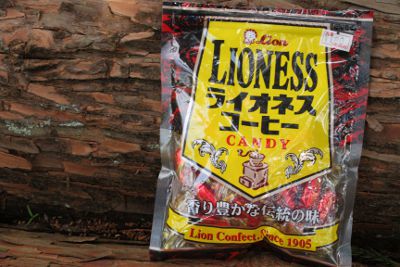 Lion
LIONESS
ライオネス
コーヒー
CANDY
香り豊かな伝統の味
Lion Confect. Since 1905